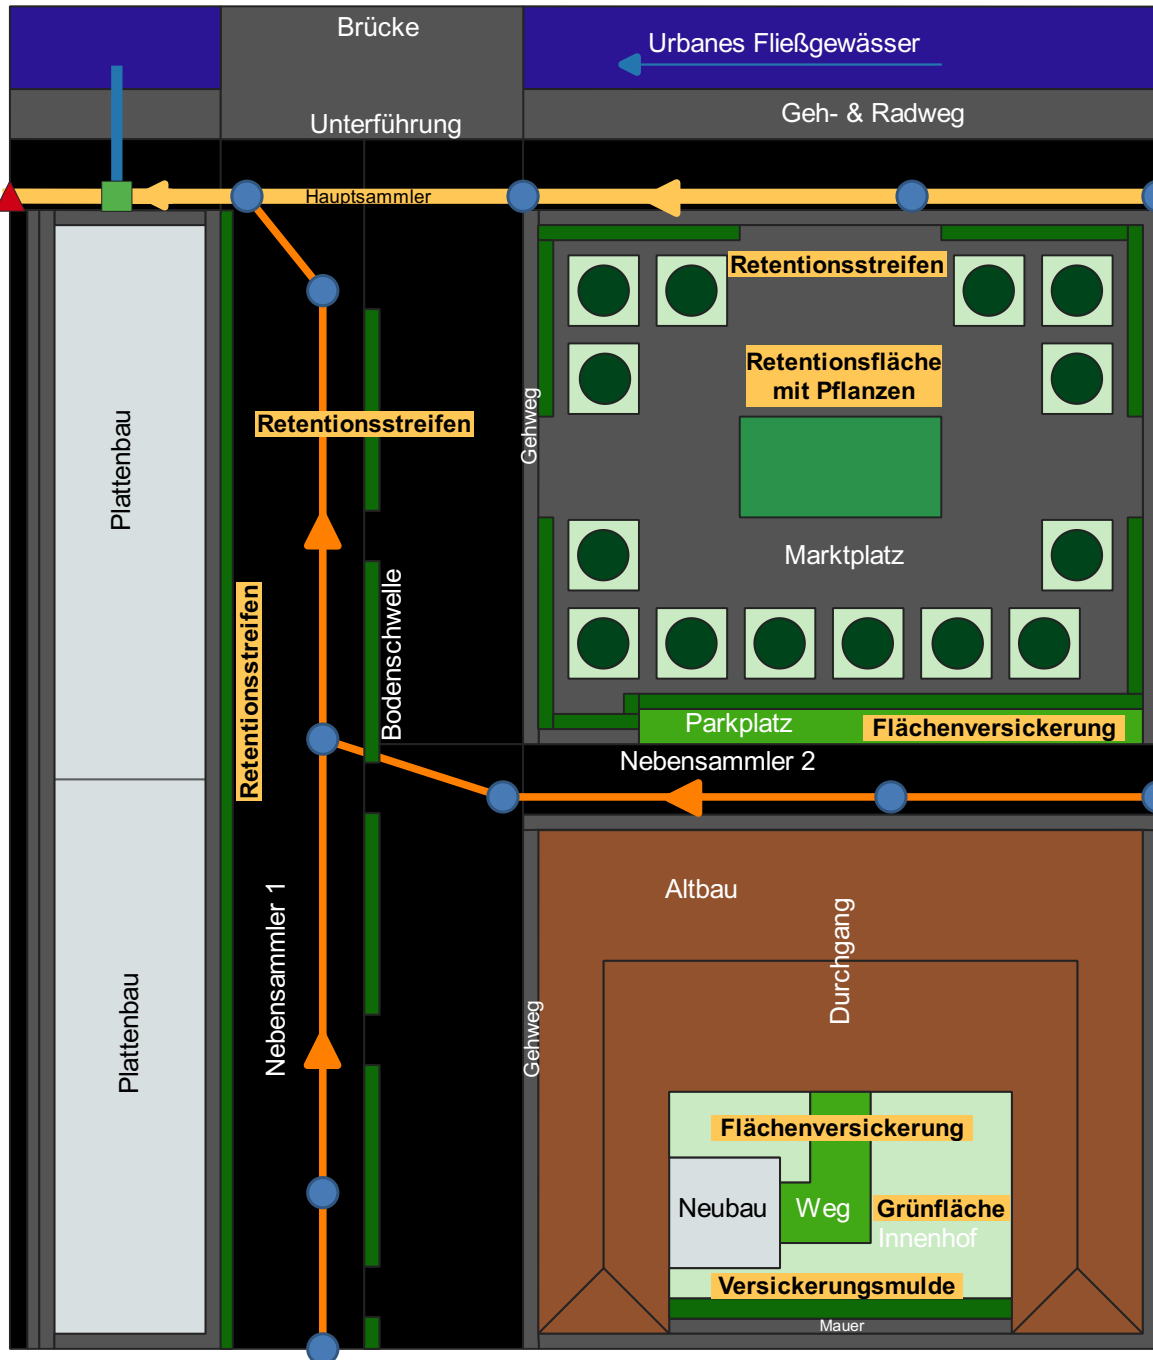 Brücke
Urbanes Fließgewässer
Geh- & Radweg
Unterführung
Hauptsammler
Retentionsstreifen
Retentionsfläche
mit Pflanzen
Plattenbau
Retentionsstreifen
Gehweg
Marktplatz
Retentionsstreifen
Bodenschwelle
Parkplatz
Flächenversickerung
Nebensammler 2
Altbau
Durchgang
Nebensammler 1
Plattenbau
Gehweg
Flächenversickerung
Neubau
Weg
Grünfläche
Innenhof
Versickerungsmulde
Mauer